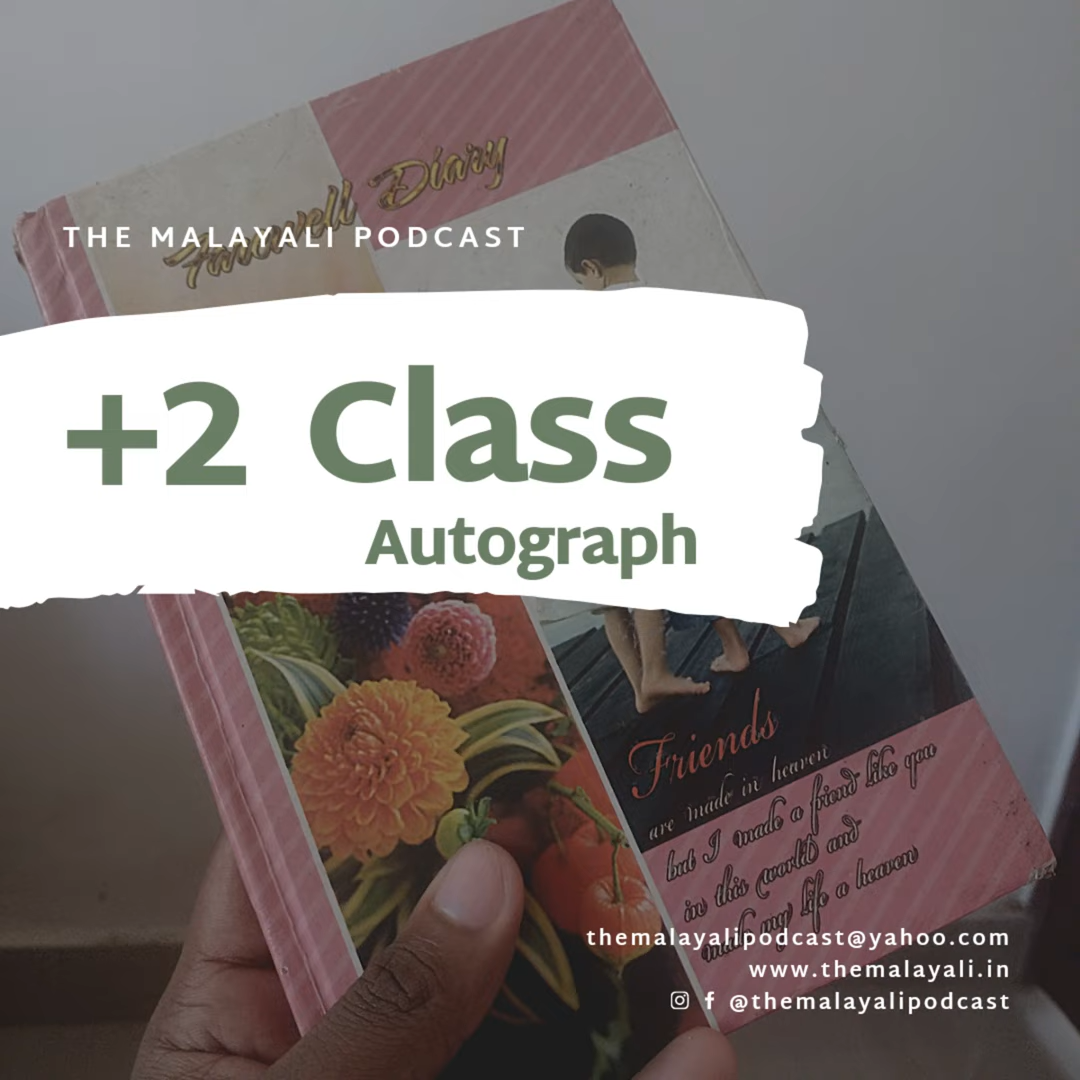 Farewell Diary
THE MALAYALI PODCAST
+2 Class
Autograph
Friends
are made in heaven
but I made a friend like you
in this world and
made my life a heaven
themalayalipodcast@yahoo.com
www.themalayali.in
@themalayalipodcast